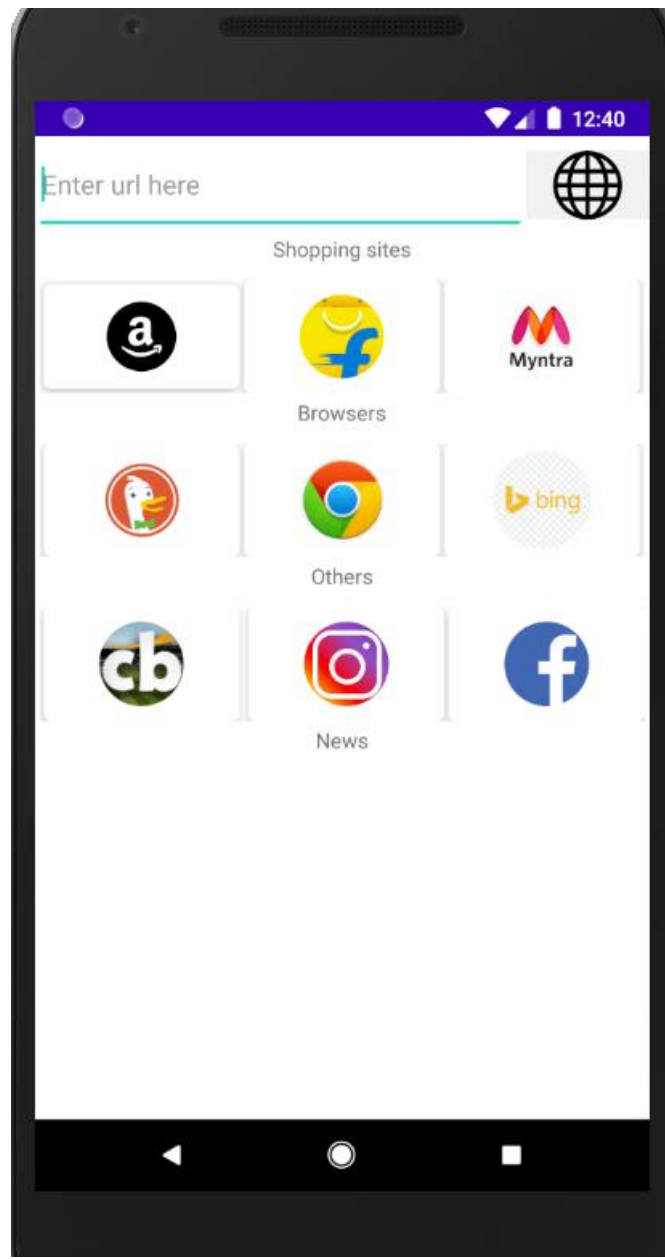 12:40
Enter url here
Shopping sites
a
Myntra
Browsers
bing
Others
cb
f
News